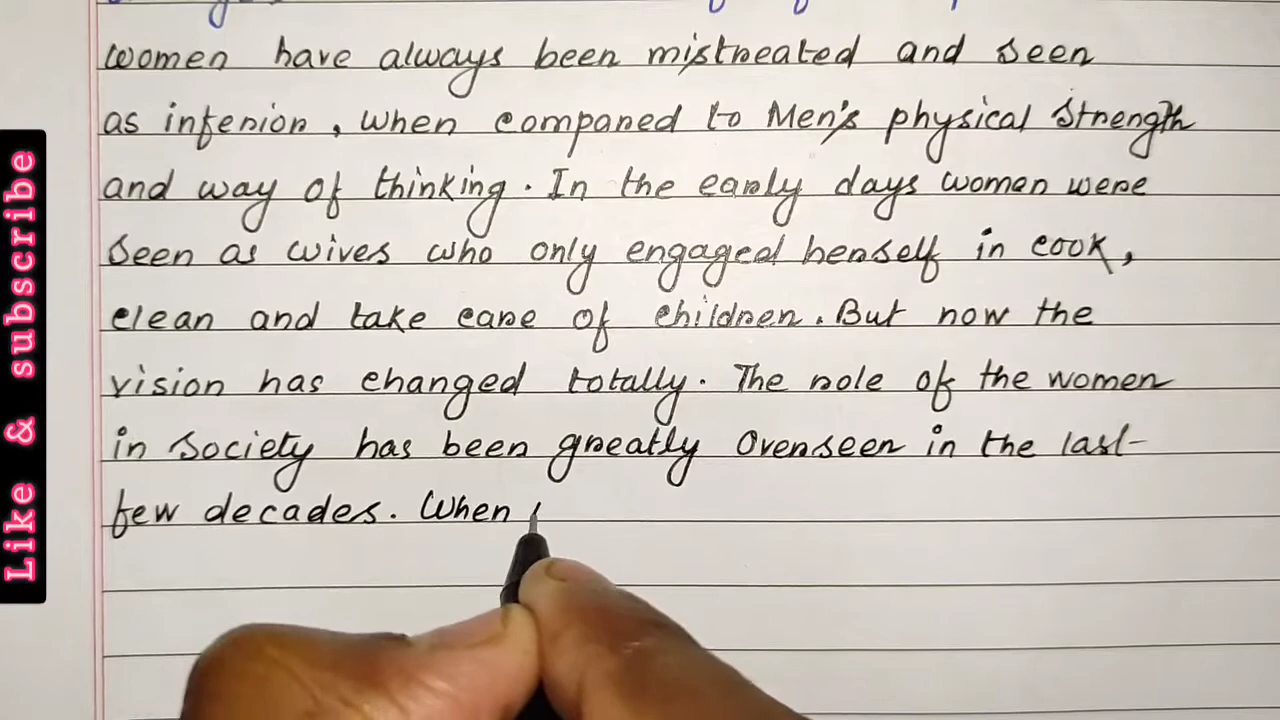 women have always been mistreated and seen
as inferior, when compared to Men's physical strength
and way of thinking. In the early days women were
seen as wives who only engaged herself in cook,
clean and take care of children. But now the
vision has changed totally. The role of the women
in society has been greatly overseen in the last
few decades. When
Like & subscribe